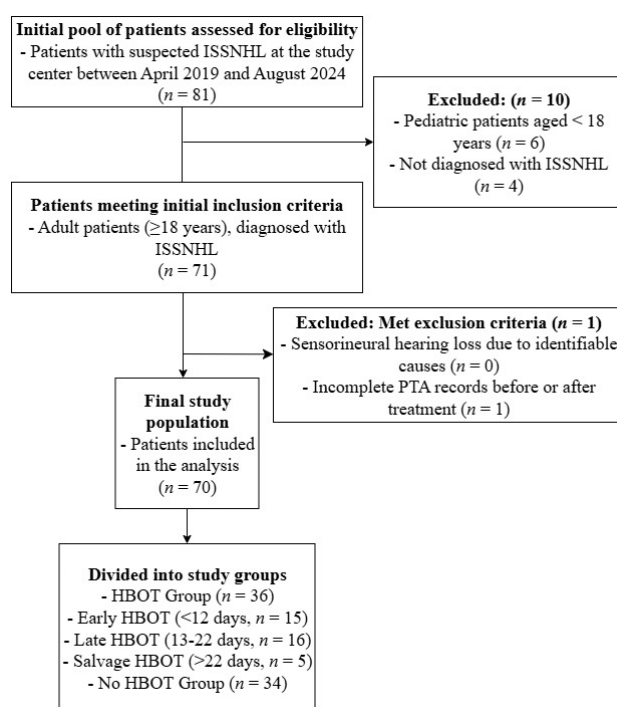 Initial pool of patients assessed for eligibility
- Patients with suspected ISSNHL at the study
center between April 2019 and August 2024
(n = 81)
Excluded: (n = 10)
- Pediatric patients aged < 18
years (n = 6)
- Not diagnosed with ISSNHL
(n = 4)
Patients meeting initial inclusion criteria
- Adult patients (≥18 years), diagnosed with
ISSNHL
(n = 71)
Excluded: Met exclusion criteria (n = 1)
- Sensorineural hearing loss due to identifiable
causes (n = 0)
- Incomplete PTA records before or after
treatment (n = 1)
Final study
population
- Patients included
in the analysis
(n = 70)
Divided into study groups
- HBOT Group (n = 36)
- Early HBOT (<12 days, n = 15)
- Late HBOT (13-22 days, n = 16)
- Salvage HBOT (>22 days, n = 5)
- No HBOT Group (n = 34)